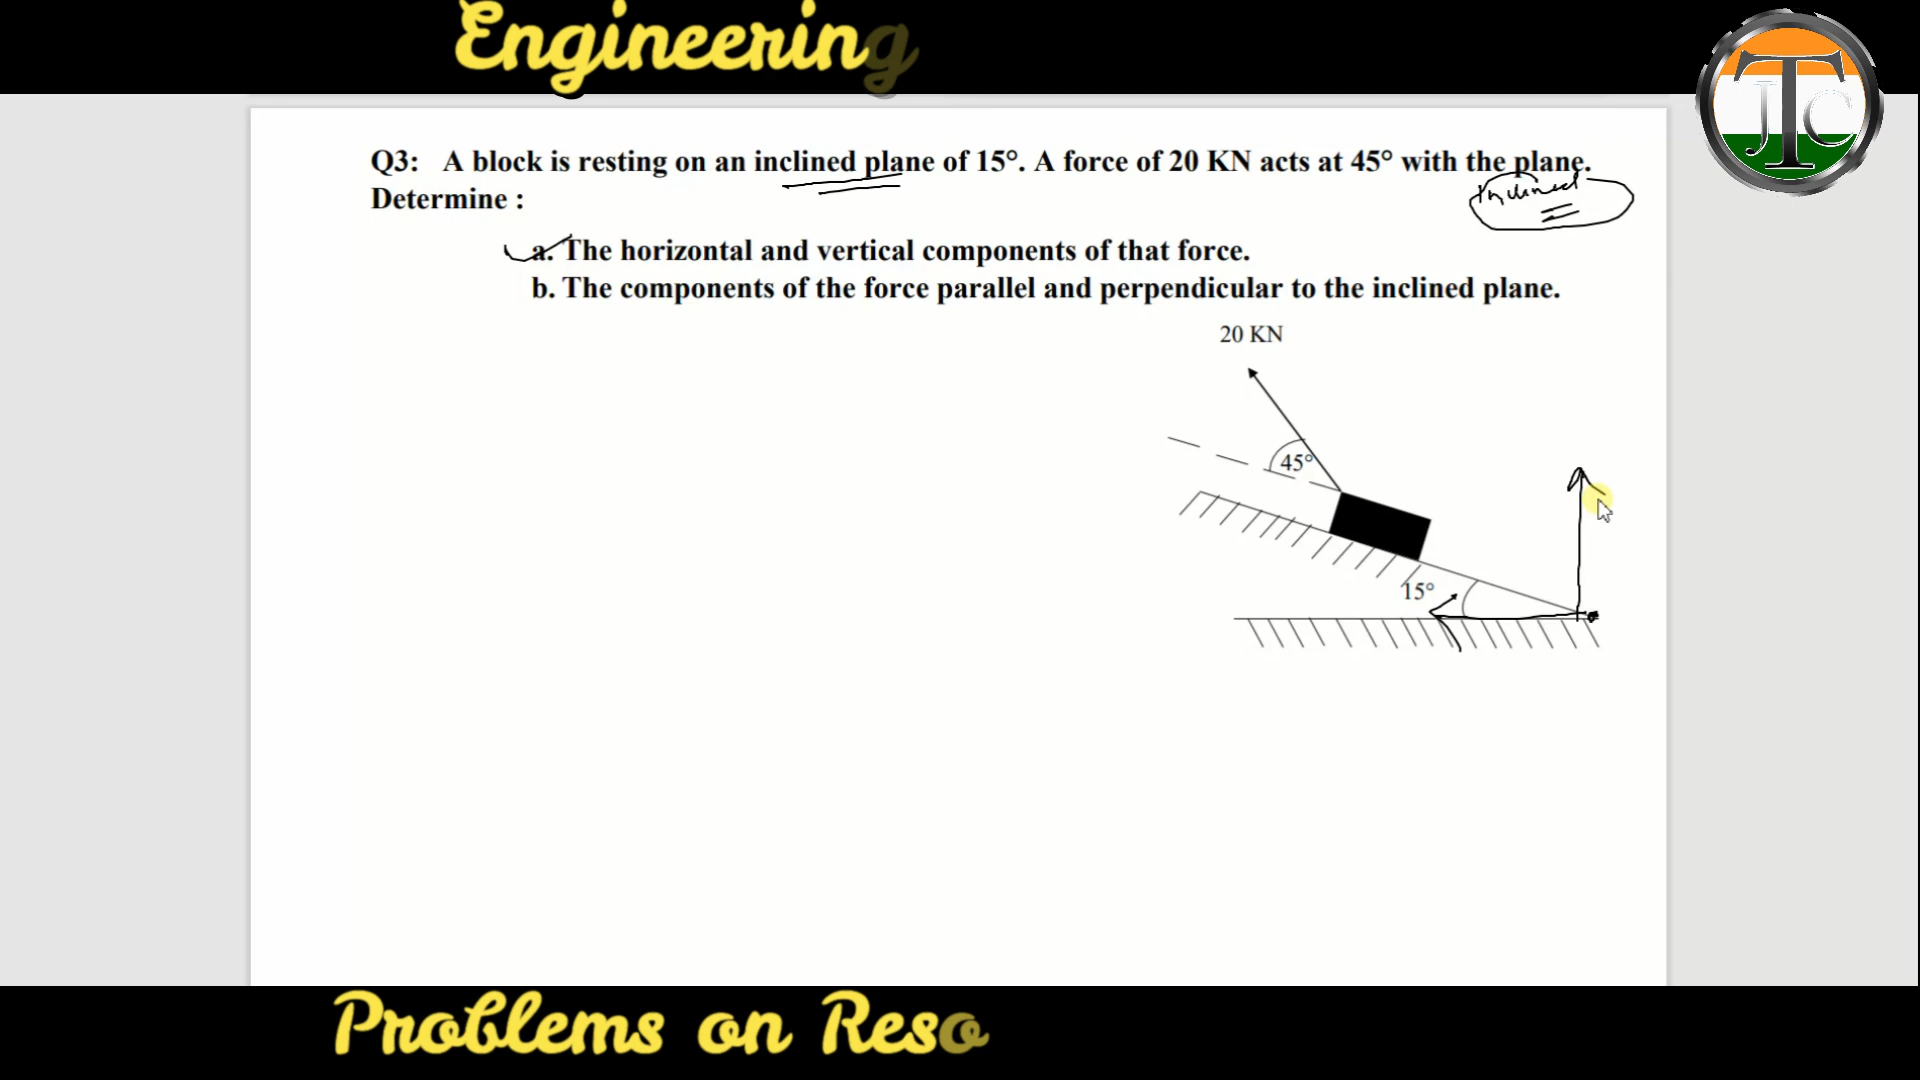 Engineering
JTC
Q3: A block is resting on an inclined plane of 15°. A force of 20 KN acts at 45° with the plane.
Inclined
Determine :
a. The horizontal and vertical components of that force.
b. The components of the force parallel and perpendicular to the inclined plane.
20 KN
45°
15°
Problems on Reso